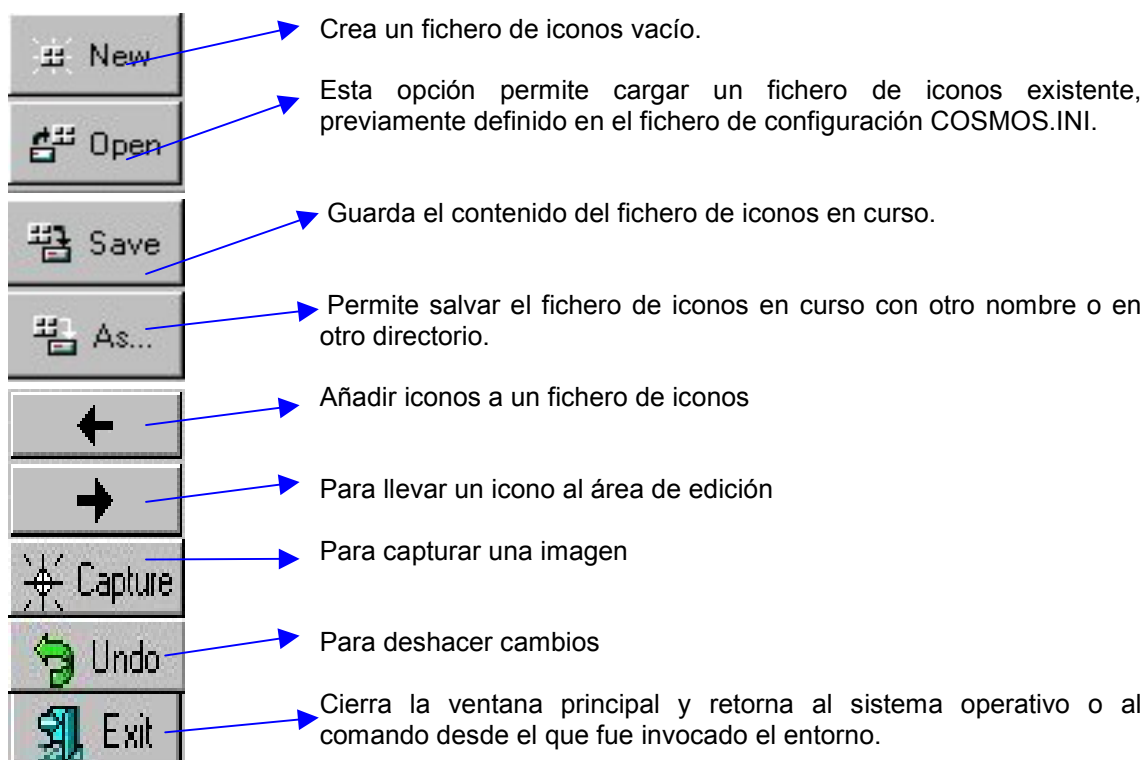 New
Crea un fichero de iconos vacío.
Open
Esta opción permite cargar un fichero de iconos existente,
previamente definido en el fichero de configuración COSMOS.INI.
Save
Guarda el contenido del fichero de iconos en curso.
As...
Permite salvar el fichero de iconos en curso con otro nombre o en
otro directorio.
Añadir iconos a un fichero de iconos
Para llevar un icono al área de edición
Capture
Para capturar una imagen
Undo
Para deshacer cambios
Exit
Cierra la ventana principal y retorna al sistema operativo o al
comando desde el que fue invocado el entorno.